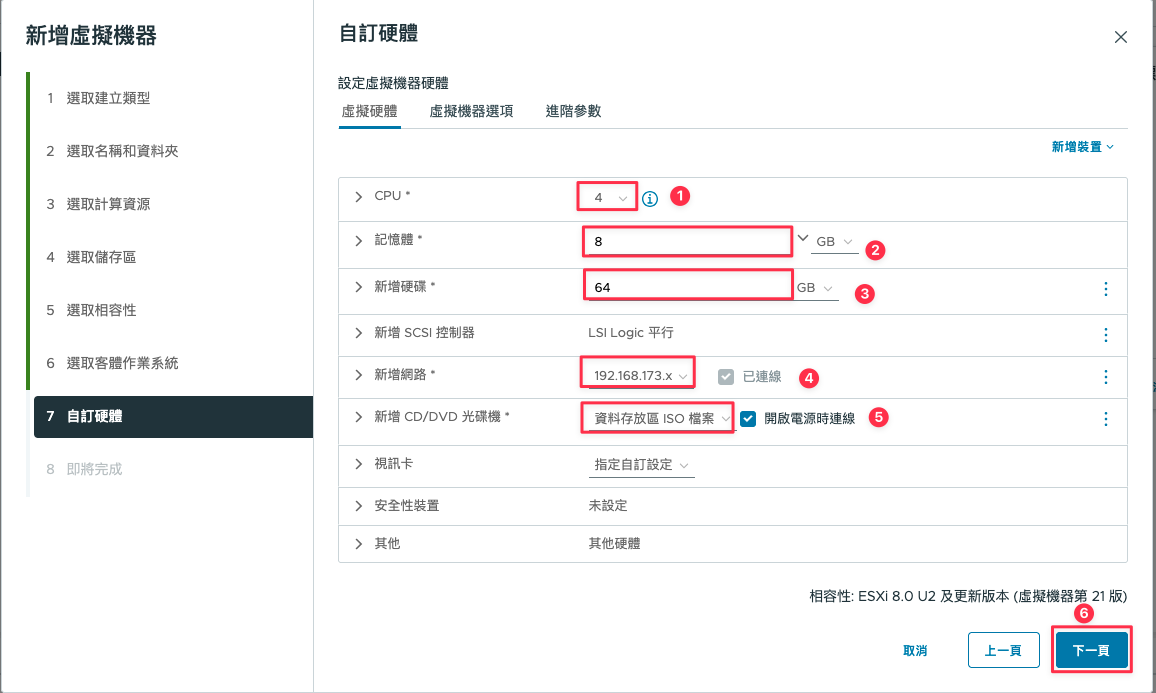 新增虛擬機器
1 選取建立類型
2 選取名稱和資料夾
3 選取計算資源
4 選取儲存區
5 選取相容性
6 選取客體作業系統
7 自訂硬體
8 即將完成
自訂硬體
設定虛擬機器硬體
虛擬硬體 虛擬機器選項 進階參數
新增裝置
CPU * 4 1
記憶體 * 8 GB 2
新增硬碟 * 64 GB 3
新增 SCSI 控制器 LSI Logic 平行
新增網路 * 192.168.173.x 已連線 4
新增 CD/DVD 光碟機 * 資料存放區 ISO 檔案 開啟電源時連線 5
視訊卡 指定自訂設定
安全性裝置 未設定
其他 其他硬體
相容性: ESXi 8.0 U2 及更新版本 (虛擬機器第 21 版)
6
取消 上一頁 下一頁